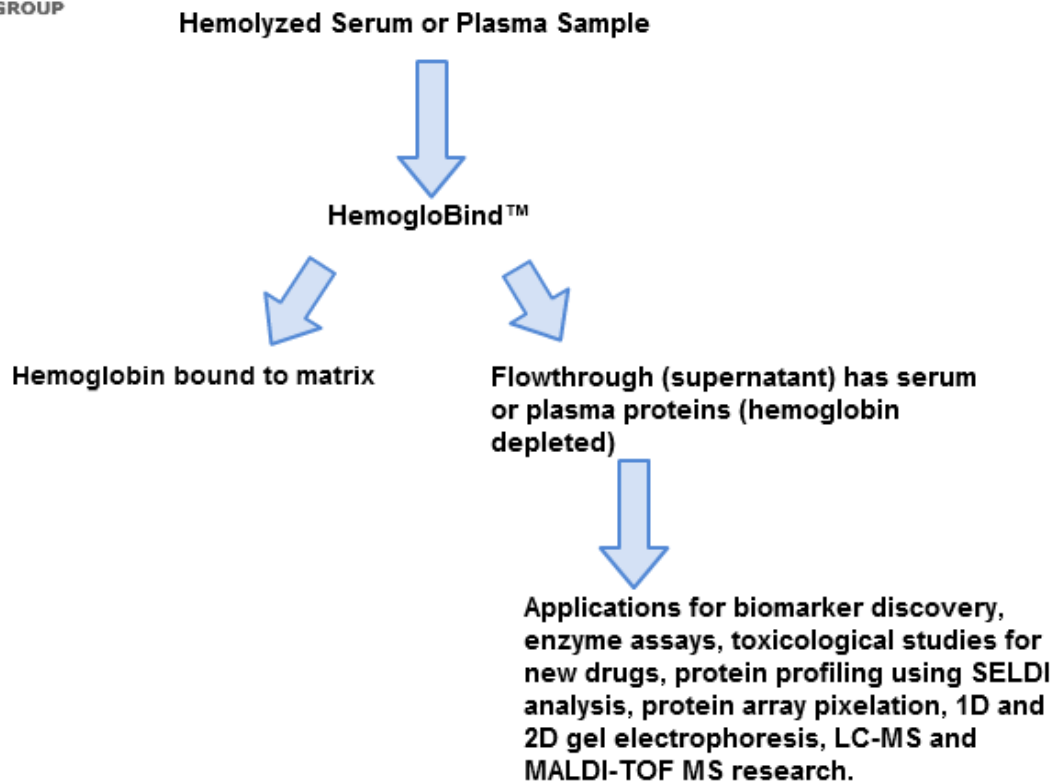 GROUP
Hemolyzed Serum or Plasma Sample
HemogloBind™
Hemoglobin bound to matrix
Flowthrough (supernatant) has serum
or plasma proteins (hemoglobin
depleted)
Applications for biomarker discovery,
enzyme assays, toxicological studies for
new drugs, protein profiling using SELDI
analysis, protein array pixelation, 1D and
2D gel electrophoresis, LC-MS and
MALDI-TOF MS research.